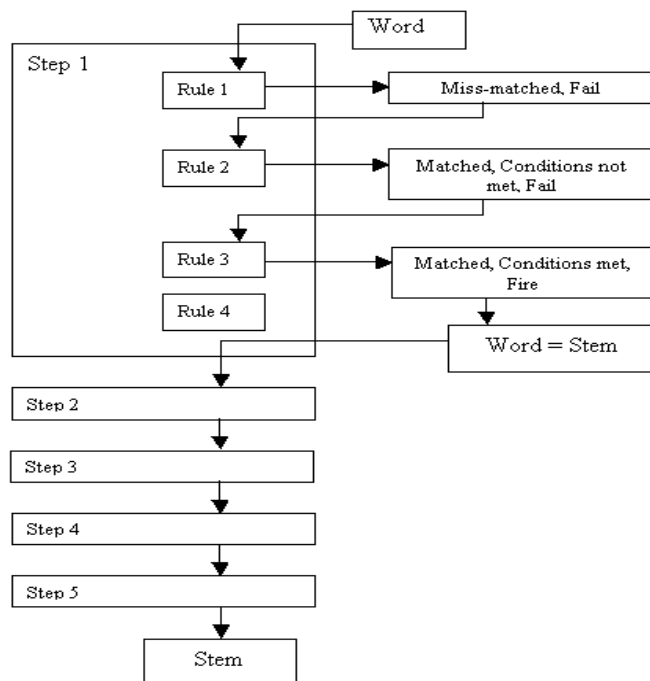 Word
Step 1
Rule 1
Miss-matched, Fail
Rule 2
Matched, Conditions not
met, Fail
Rule 3
Matched, Conditions met,
Fire
Rule 4
Word = Stem
Step 2
Step 3
Step 4
Step 5
Stem